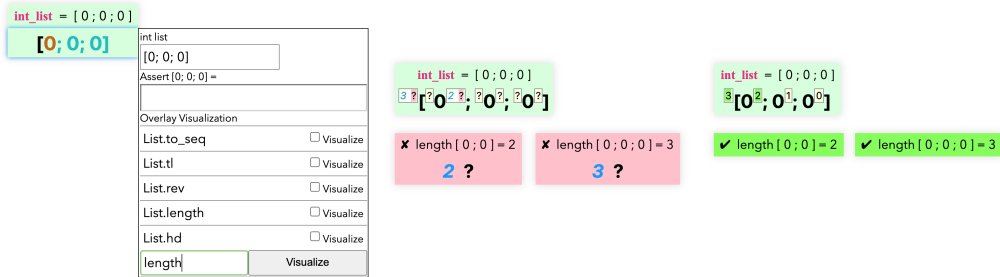 int_list = [ 0 ; 0 ; 0 ]
[0; 0; 0]
int list
[0; 0; 0]
Assert [0; 0; 0] =
Overlay Visualization
List.to_seq Visualize
List.tl Visualize
List.rev Visualize
List.length Visualize
List.hd Visualize
length Visualize
int_list = [ 0 ; 0 ; 0 ]
3 ? [ ? 0 2 ? ; ? 0 ? ; ? 0 ? ]
✘ length [ 0 ; 0 ] = 2
2 ?
✘ length [ 0 ; 0 ; 0 ] = 3
3 ?
int_list = [ 0 ; 0 ; 0 ]
3 [ 0 2 ; 0 1 ; 0 0 ]
✔ length [ 0 ; 0 ] = 2
✔ length [ 0 ; 0 ; 0 ] = 3